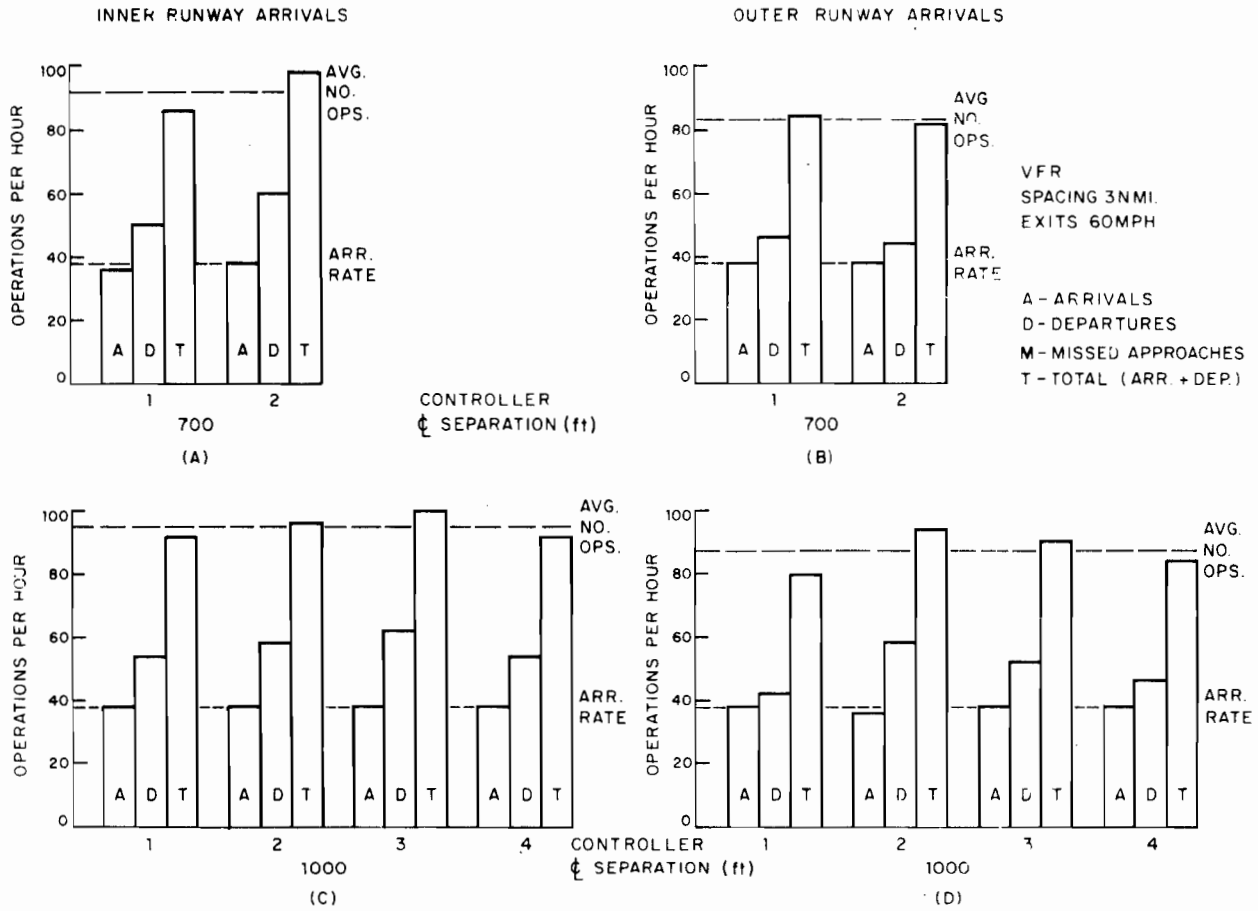 INNER RUNWAY ARRIVALS
OUTER RUNWAY ARRIVALS
OPERATIONS PER HOUR
100
80
60
40
20
0
AVG.
NO.
OPS.
ARR.
RATE
A D T A D T
1 2
700
(A)
CONTROLLER
℄ SEPARATION (ft)
OPERATIONS PER HOUR
100
80
60
40
20
0
AVG
NO.
OPS.
ARR.
RATE
A D T A D T
1 2
700
(B)
VFR
SPACING 3NMI.
EXITS 60MPH
A - ARRIVALS
D - DEPARTURES
M - MISSED APPROACHES
T - TOTAL (ARR. + DEP.)
OPERATIONS PER HOUR
100
80
60
40
20
0
AVG.
NO.
OPS.
ARR.
RATE
A D T A D T A D T A D T
1 2 3 4
1000
(C)
CONTROLLER
℄ SEPARATION (ft)
OPERATIONS PER HOUR
100
80
60
40
20
0
AVG.
NO.
OPS.
ARR.
RATE
A D T A D T A D T A D T
1 2 3 4
1000
(D)